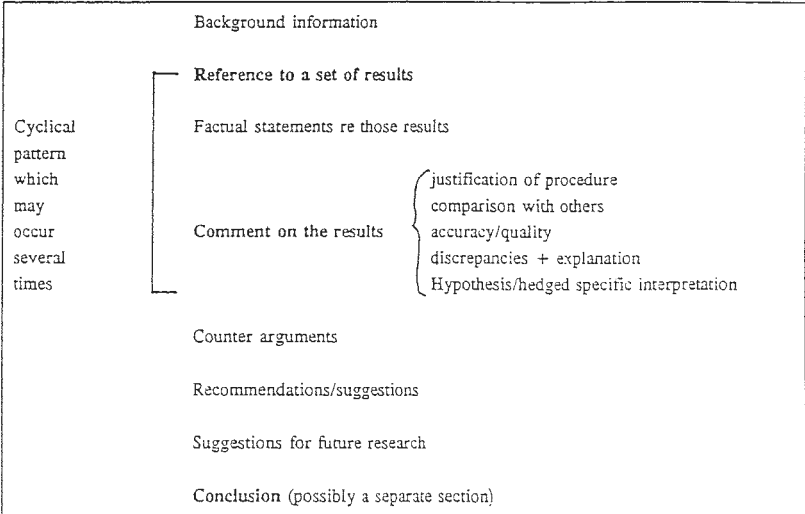 Background information
Reference to a set of results
Factual statements re those results
Cyclical
pattern
which
may
occur
several
times
Comment on the results
justification of procedure
comparison with others
accuracy/quality
discrepancies + explanation
Hypothesis/hedged specific interpretation
Counter arguments
Recommendations/suggestions
Suggestions for future research
Conclusion (possibly a separate section)